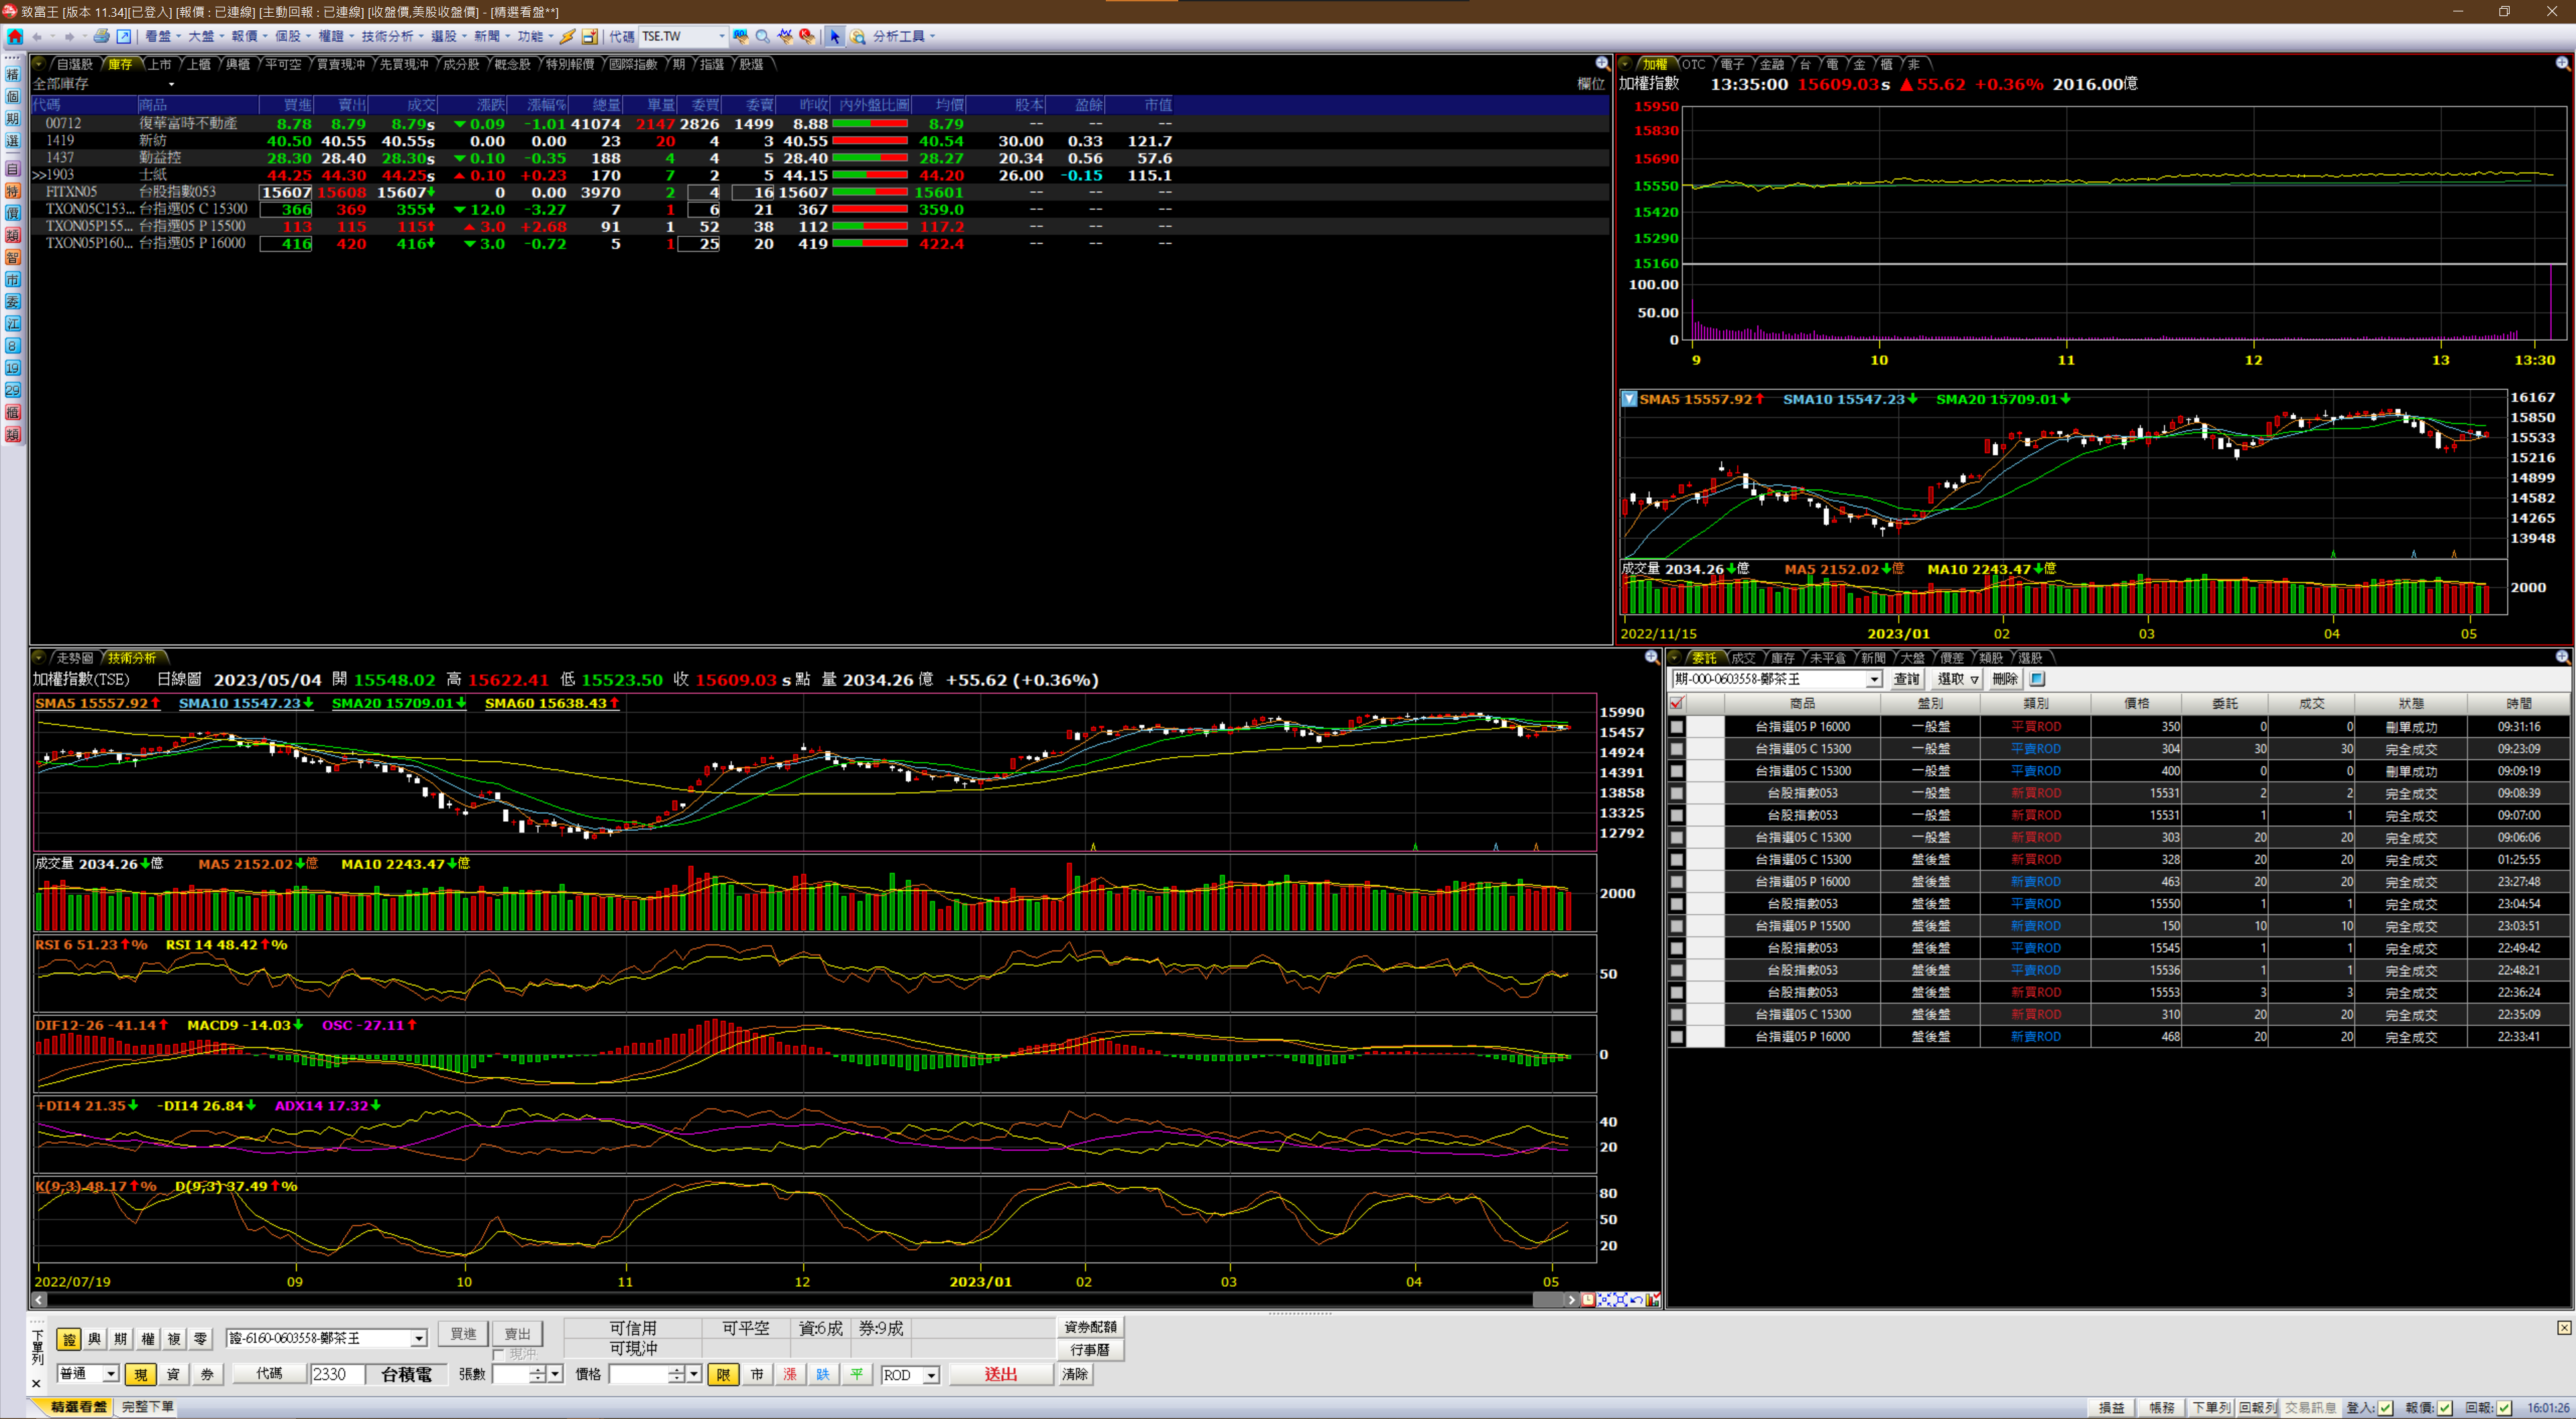 致富王 [版本 11.34][已登入] [報價 : 已連線] [主動回報 : 已連線] [收盤價,美股收盤價] - [精選看盤**]
看盤 大盤 報價 個股 權證 技術分析 選股 新聞 功能 代碼 TSE.TW 分析工具
自選股 庫存 上市 上櫃 興櫃 平可空 買賣現沖 先買現沖 成分股 概念股 特別報價 國際指數 期 指選 股選
全部庫存 欄位
代碼 商品 買進 賣出 成交 漲跌 漲幅% 總量 單量 委買 委賣 昨收 內外盤比圖 均價 股本 盈餘 市值
00712 復華富時不動產 8.78 8.79 8.79s ▼0.09 -1.01 41074 2147 2826 1499 8.88 8.79 -- -- --
1419 新紡 40.50 40.55 40.55s 0.00 0.00 23 20 4 3 40.55 40.54 30.00 0.33 121.7
1437 勤益控 28.30 28.40 28.30s ▼0.10 -0.35 188 4 4 5 28.40 28.27 20.34 0.56 57.6
>>1903 士紙 44.25 44.30 44.25s ▲0.10 +0.23 170 7 2 5 44.15 44.20 26.00 -0.15 115.1
FITXN05 台股指數053 15607 15608 15607↓ 0 0.00 3970 2 4 16 15607 15601 -- -- --
TXON05C153... 台指選05 C 15300 366 369 355↓ ▼12.0 -3.27 7 1 6 21 367 359.0 -- -- --
TXON05P155... 台指選05 P 15500 113 115 115↑ ▲3.0 +2.68 91 1 52 38 112 117.2 -- -- --
TXON05P160... 台指選05 P 16000 416 420 416↓ ▼3.0 -0.72 5 1 25 20 419 422.4 -- -- --
精
個
期
選
自
特
價
類
智
市
委
江
8
19
29
櫃
類
加權 OTC 電子 金融 台 電 金 櫃 非
加權指數 13:35:00 15609.03s ▲55.62 +0.36% 2016.00億
15950
15830
15690
15550
15420
15290
15160
100.00
50.00
0
9 10 11 12 13 13:30
SMA5 15557.92↑ SMA10 15547.23↓ SMA20 15709.01↓
16167
15850
15533
15216
14899
14582
14265
13948
成交量 2034.26↓億 MA5 2152.02↓億 MA10 2243.47↓億
2000
2022/11/15 2023/01 02 03 04 05
走勢圖 技術分析
加權指數(TSE) 日線圖 2023/05/04 開 15548.02 高 15622.41 低 15523.50 收 15609.03 s 點 量 2034.26 億 +55.62 (+0.36%)
SMA5 15557.92↑ SMA10 15547.23↓ SMA20 15709.01↓ SMA60 15638.43↑
15990
15457
14924
14391
13858
13325
12792
成交量 2034.26↓億 MA5 2152.02↓億 MA10 2243.47↓億
2000
RSI 6 51.23↑% RSI 14 48.42↑%
50
DIF12-26 -41.14↑ MACD9 -14.03↓ OSC -27.11↑
0
+DI14 21.35↓ -DI14 26.84↓ ADX14 17.32↓
40
20
K(9,3) 48.17↑% D(9,3) 37.49↑%
80
50
20
2022/07/19 09 10 11 12 2023/01 02 03 04 05
委託 成交 庫存 未平倉 新聞 大盤 價差 類股 選股
期-000-0603558-鄭茶王 查詢 選取 ▽ 刪除
商品 盤別 類別 價格 委託 成交 狀態 時間
台指選05 P 16000 一般盤 平買ROD 350 0 0 刪單成功 09:31:16
台指選05 C 15300 一般盤 平賣ROD 304 30 30 完全成交 09:23:09
台指選05 C 15300 一般盤 平賣ROD 400 0 0 刪單成功 09:09:19
台股指數053 一般盤 新買ROD 15531 2 2 完全成交 09:08:39
台股指數053 一般盤 新買ROD 15531 1 1 完全成交 09:07:00
台指選05 C 15300 一般盤 新買ROD 303 20 20 完全成交 09:06:06
台指選05 C 15300 盤後盤 新買ROD 328 20 20 完全成交 01:25:55
台指選05 P 16000 盤後盤 新賣ROD 463 20 20 完全成交 23:27:48
台股指數053 盤後盤 平賣ROD 15550 1 1 完全成交 23:04:54
台指選05 P 15500 盤後盤 新賣ROD 150 10 10 完全成交 23:03:51
台股指數053 盤後盤 平賣ROD 15545 1 1 完全成交 22:49:42
台股指數053 盤後盤 平賣ROD 15536 1 1 完全成交 22:48:21
台股指數053 盤後盤 新買ROD 15553 3 3 完全成交 22:36:24
台指選05 C 15300 盤後盤 新買ROD 310 20 20 完全成交 22:35:09
台指選05 P 16000 盤後盤 新賣ROD 468 20 20 完全成交 22:33:41
下單列
證 興 期 權 複 零 證-6160-0603558-鄭茶王 買進 賣出 現沖 可信用 可平空 資:6成 券:9成 資券配額
可現沖 行事曆
普通 現 資 券 代碼 2330 台積電 張數 價格 限 市 漲 跌 平 ROD 送出 清除
精選看盤 完整下單 損益 帳務 下單列 回報列 交易訊息 登入: 報價: 回報: 16:01:26